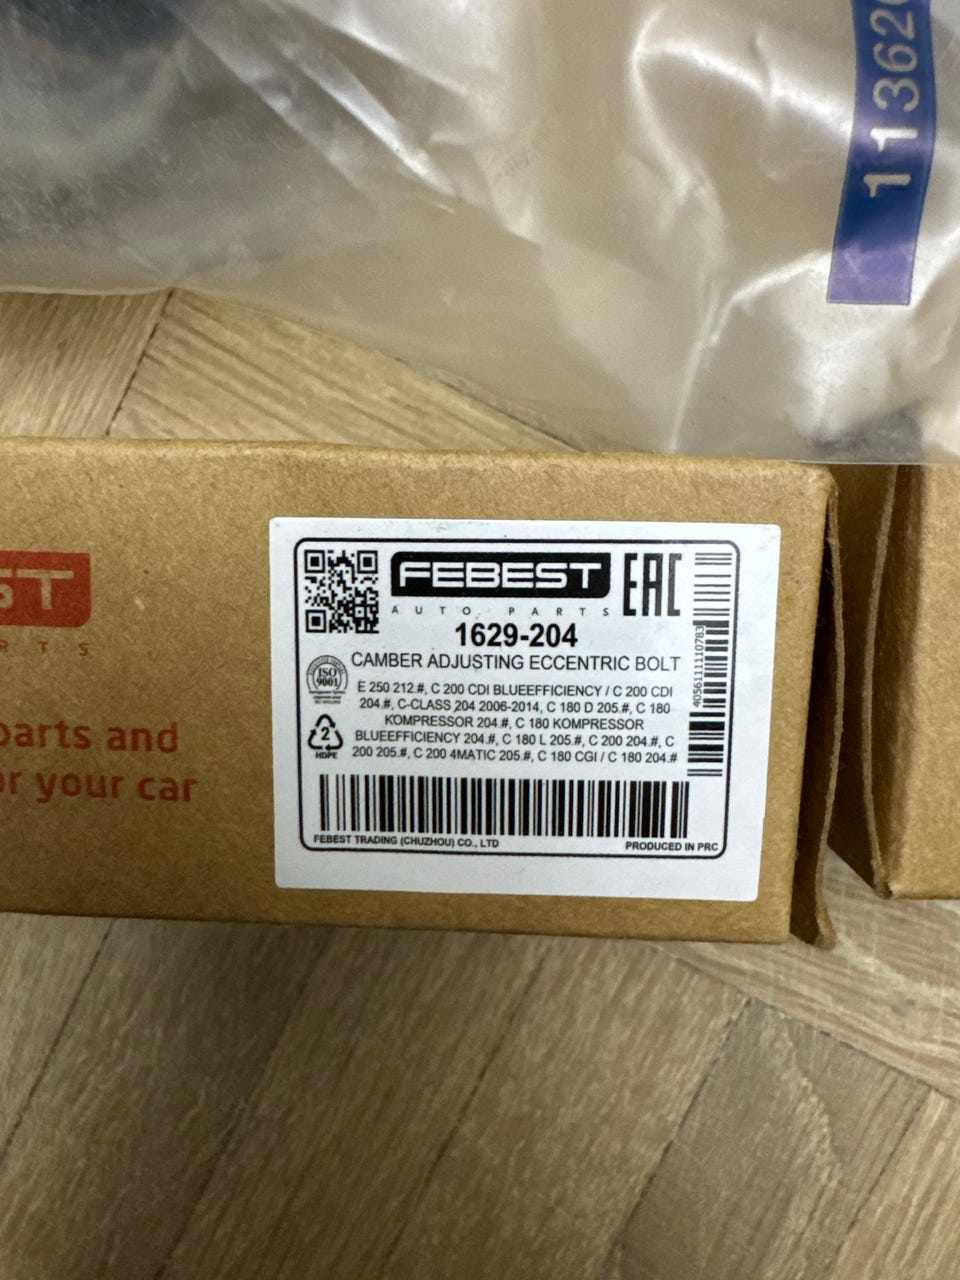 11362
ST
RTS
parts and
or your car
FEBEST
AUTO PARTS
EAC
1629-204
CAMBER ADJUSTING ECCENTRIC BOLT
ISO
9001
E 250 212.#, C 200 CDI BLUEEFFICIENCY / C 200 CDI
204.#, C-CLASS 204 2006-2014, C 180 D 205.#, C 180
KOMPRESSOR 204.#, C 180 KOMPRESSOR
BLUEEFFICIENCY 204.#, C 180 L 205.#, C 200 204.#, C
200 205.#, C 200 4MATIC 205.#, C 180 CGI / C 180 204.#
2
HDPE
4056111110783
FEBEST TRADING (CHUZHOU) CO., LTD
PRODUCED IN PRC